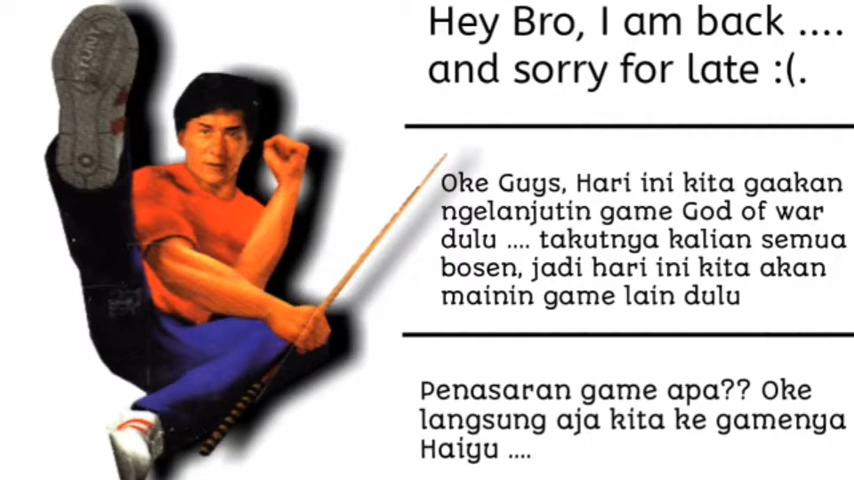 STUNT
Hey Bro, I am back ....
and sorry for late :(.
Oke Guys, Hari ini kita gaakan
ngelanjutin game God of war
dulu .... takutnya kalian semua
bosen, jadi hari ini kita akan
mainin game lain dulu
Penasaran game apa?? Oke
langsung aja kita ke gamenya
Haiyu ....